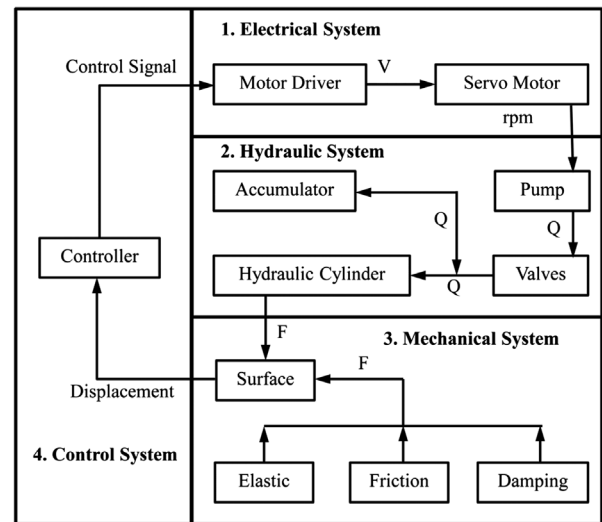 1. Electrical System
Control Signal
Motor Driver
V
Servo Motor
rpm
2. Hydraulic System
Accumulator
Pump
Q
Q
Controller
Hydraulic Cylinder
Q
Valves
F
3. Mechanical System
F
Surface
Displacement
4. Control System
Elastic
Friction
Damping